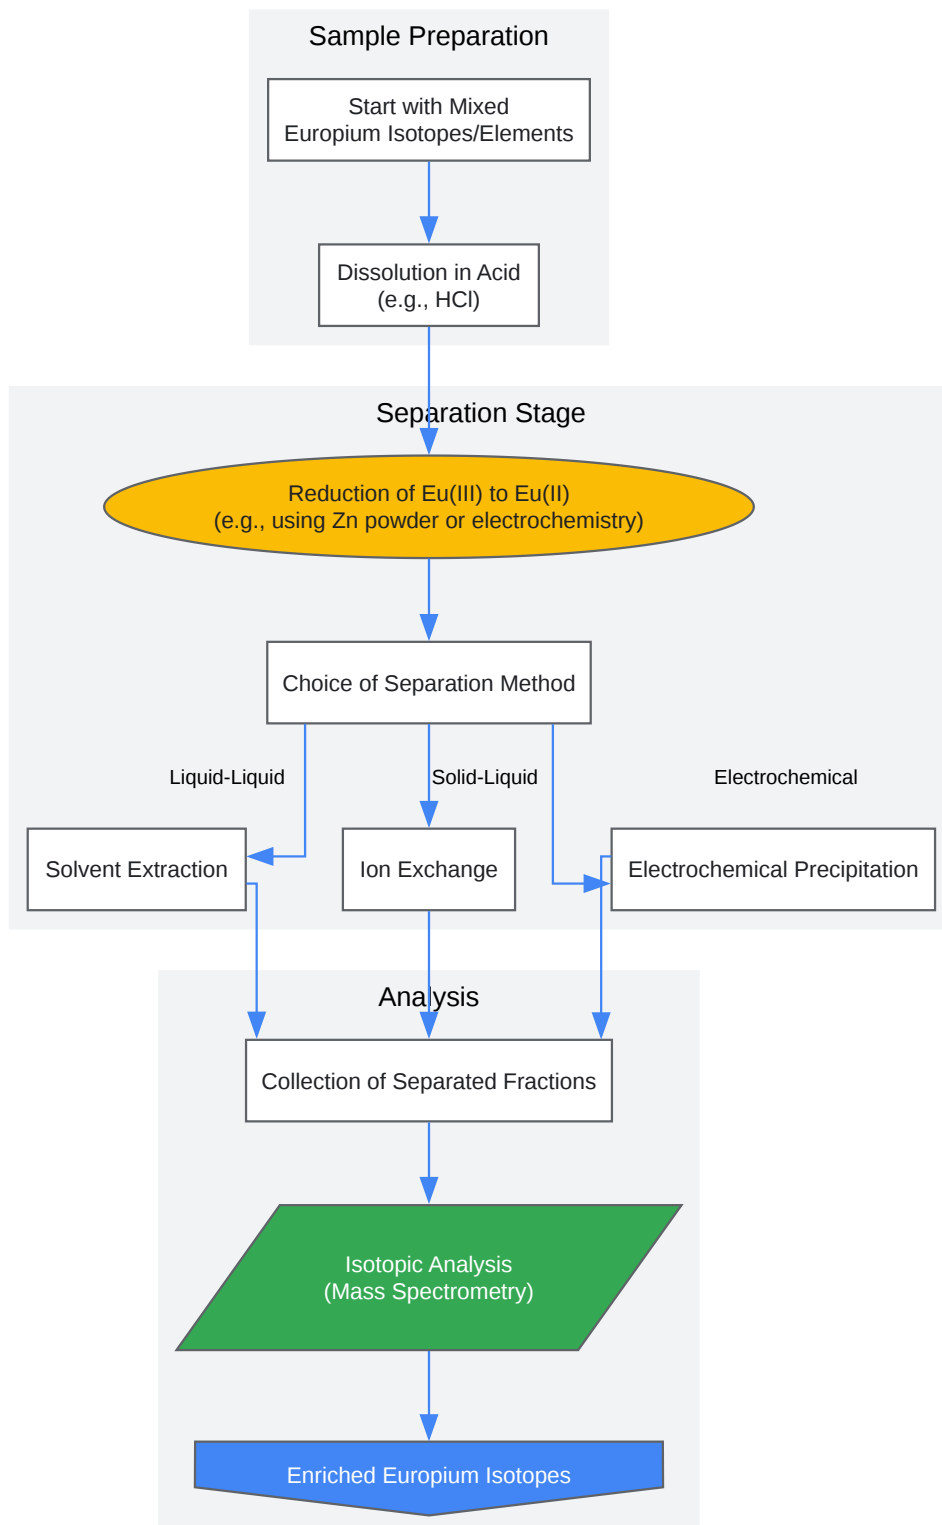 Sample Preparation
Start with Mixed
Europium Isotopes/Elements
Dissolution in Acid
(e.g., HCl)
Separation Stage
Reduction of Eu(III) to Eu(II)
(e.g., using Zn powder or electrochemistry)
Choice of Separation Method
Liquid-Liquid
Solid-Liquid
Electrochemical
Solvent Extraction
Ion Exchange
Electrochemical Precipitation
Analysis
Collection of Separated Fractions
Isotopic Analysis
(Mass Spectrometry)
Enriched Europium Isotopes